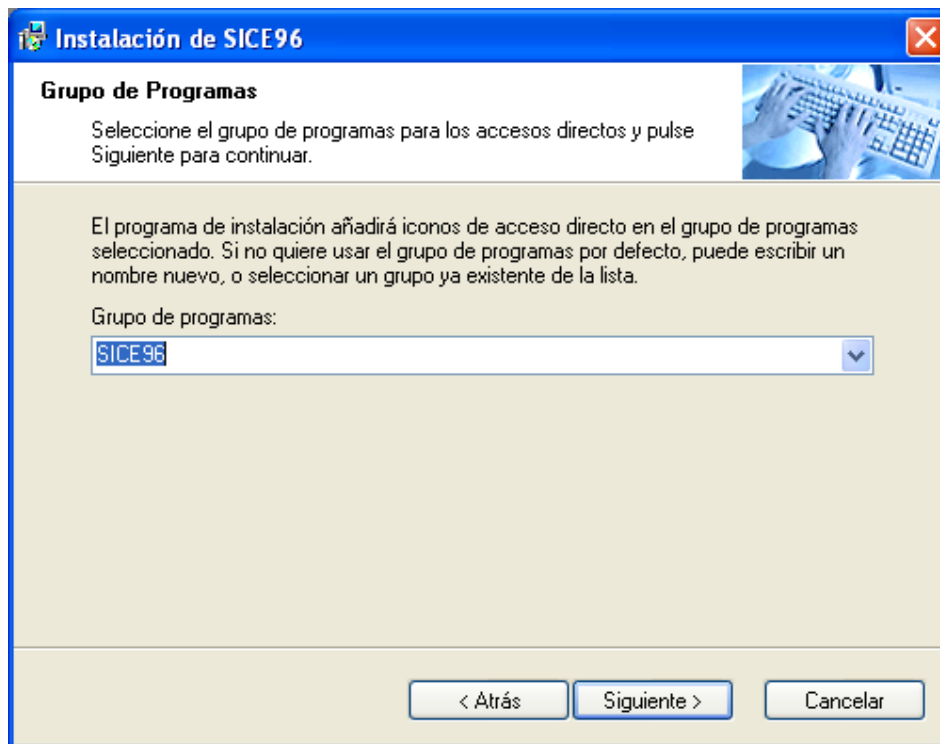 Instalación de SICE96
Grupo de Programas
Seleccione el grupo de programas para los accesos directos y pulse
Siguiente para continuar.
El programa de instalación añadirá iconos de acceso directo en el grupo de programas
seleccionado. Si no quiere usar el grupo de programas por defecto, puede escribir un
nombre nuevo, o seleccionar un grupo ya existente de la lista.
Grupo de programas:
SICE96
< Atrás
Siguiente >
Cancelar